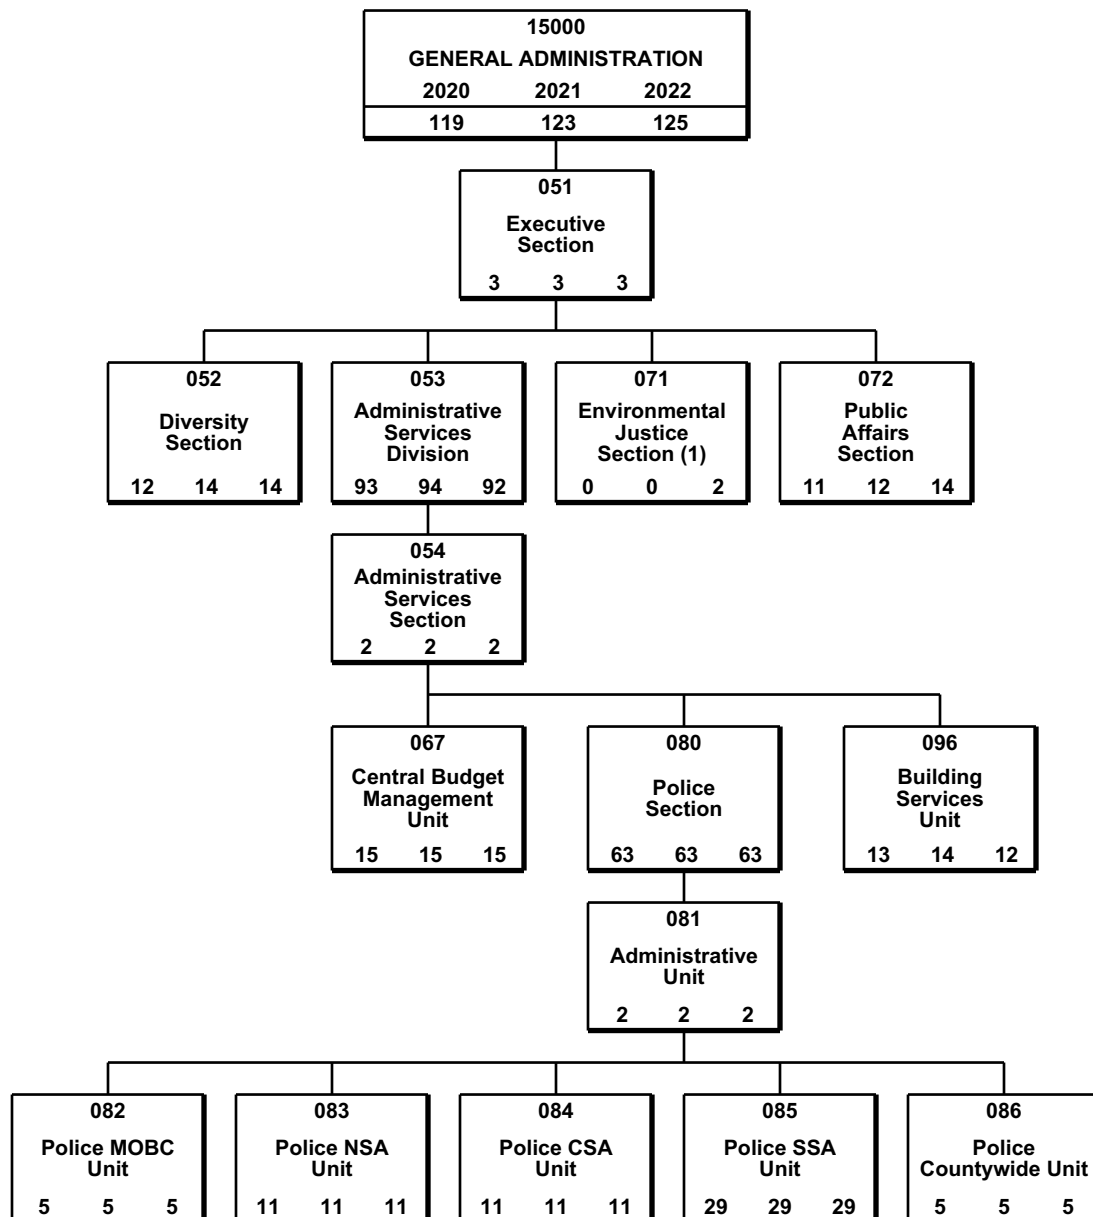 15000
GENERAL ADMINISTRATION
2020 2021 2022
119 123 125
051
Executive
Section
3 3 3
052
Diversity
Section
12 14 14
053
Administrative
Services
Division
93 94 92
071
Environmental
Justice
Section (1)
0 0 2
072
Public
Affairs
Section
11 12 14
054
Administrative
Services
Section
2 2 2
067
Central Budget
Management
Unit
15 15 15
080
Police
Section
63 63 63
096
Building
Services
Unit
13 14 12
081
Administrative
Unit
2 2 2
082
Police MOBC
Unit
5 5 5
083
Police NSA
Unit
11 11 11
084
Police CSA
Unit
11 11 11
085
Police SSA
Unit
29 29 29
086
Police
Countywide Unit
5 5 5